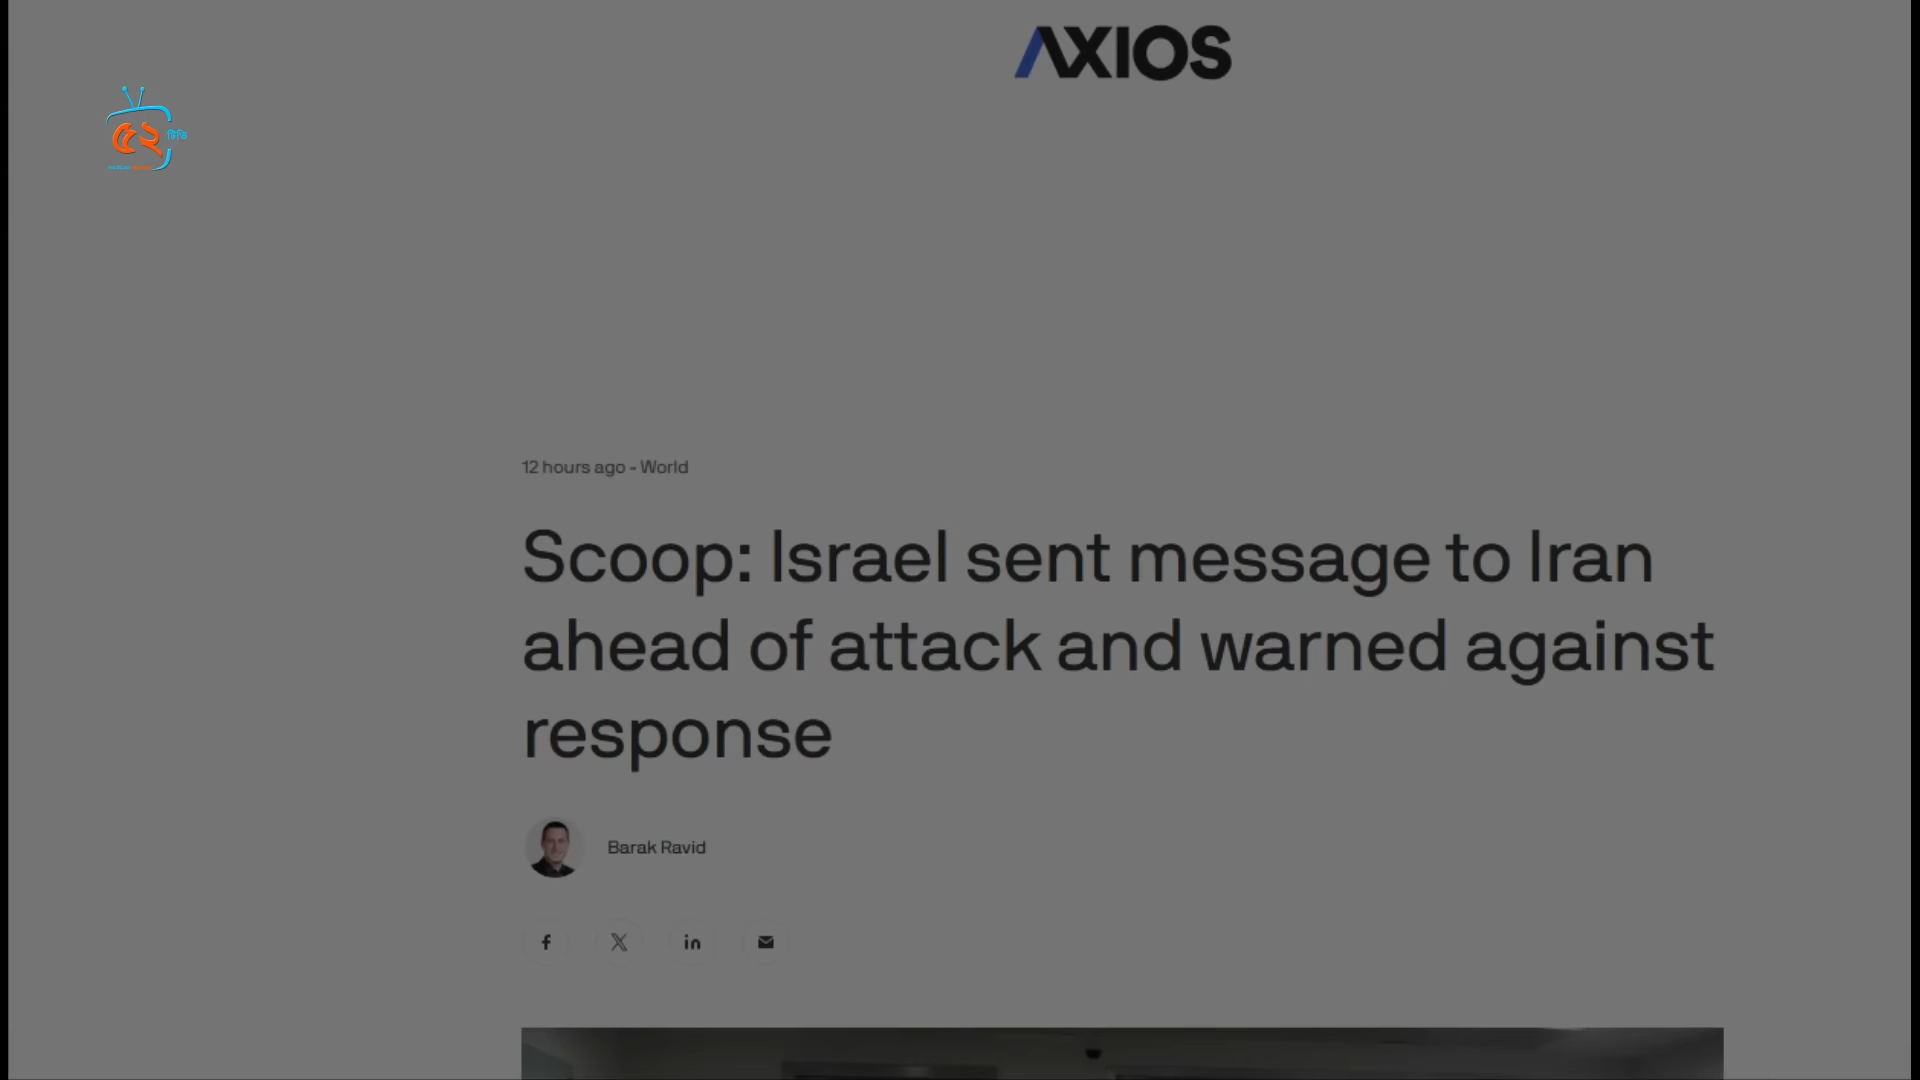 AXIOS
৫২
টিভি
12 hours ago - World
Scoop: Israel sent message to Iran
ahead of attack and warned against
response
Barak Ravid